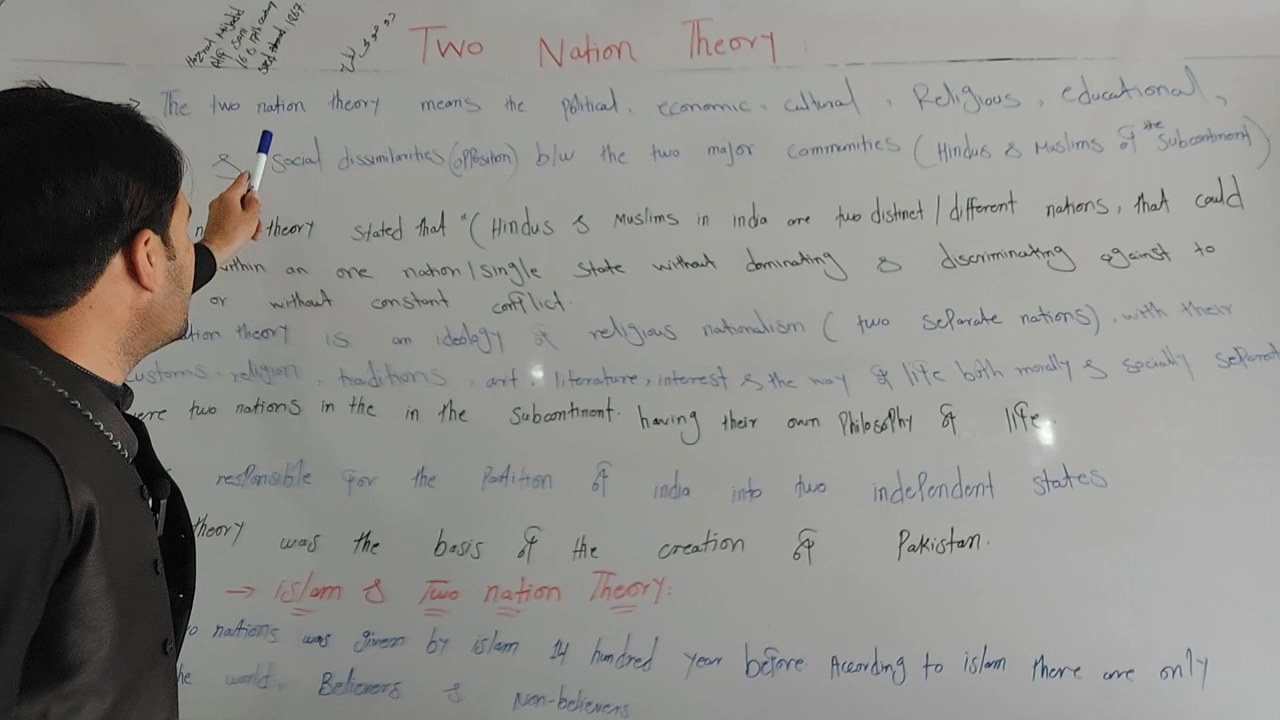 Two Nation Theory
Alf Sani
1867
→ The two nation theory means the political, economic, cultural, Religious, educational,
& social dissimilarities (opposition) b/w the two major communities (Hindus & Muslims of the Subcontinent)
theory stated that "(Hindus & Muslims in india are two distinct / different nations, that could
within an one nation/single state without dominating & discriminating against to
or without constant conflict.
theory is an ideology of religious nationalism (two separate nations), with their
customs, religion, traditions, art & literature, interest & the way of life both morally & socially separate
two nations in the in the subcontinent. having their own Philosophy of life.
responsible for the Partition of india into two independent states.
theory was the basis of the creation of Pakistan.
→ islam & Two nation Theory:
nations was given by islam 14 hundred year before. According to islam there are only
world. Believers & Non-believers